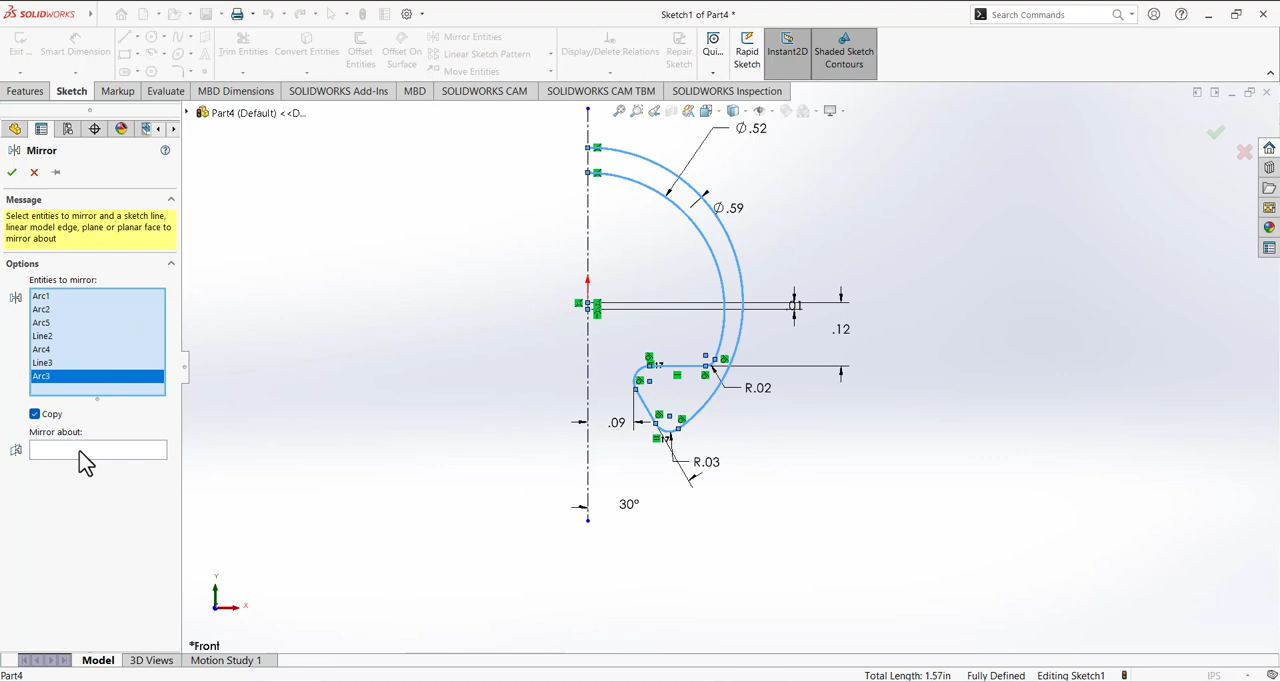 SOLIDWORKS
Sketch1 of Part4 *
Search Commands
Exit ...
Smart Dimension
Trim Entities
Convert Entities
Offset Entities
Offset On Surface
Mirror Entities
Linear Sketch Pattern
Move Entities
Display/Delete Relations
Repair Sketch
Qui...
Rapid Sketch
Instant2D
Shaded Sketch Contours
Features
Sketch
Markup
Evaluate
MBD Dimensions
SOLIDWORKS Add-Ins
MBD
SOLIDWORKS CAM
SOLIDWORKS CAM TBM
SOLIDWORKS Inspection
Part4 (Default) <<D...
Mirror
Message
Select entities to mirror and a sketch line,
linear model edge, plane or planar face to
mirror about
Options
Entities to mirror:
Arc1
Arc2
Arc5
Line2
Arc4
Line3
Arc3
Copy
Mirror about:
Ø.52
Ø.59
.01
.12
R.02
.09
R.03
30°
Y
X
*Front
Model
3D Views
Motion Study 1
Part4
Total Length: 1.57in
Fully Defined
Editing Sketch1
IPS